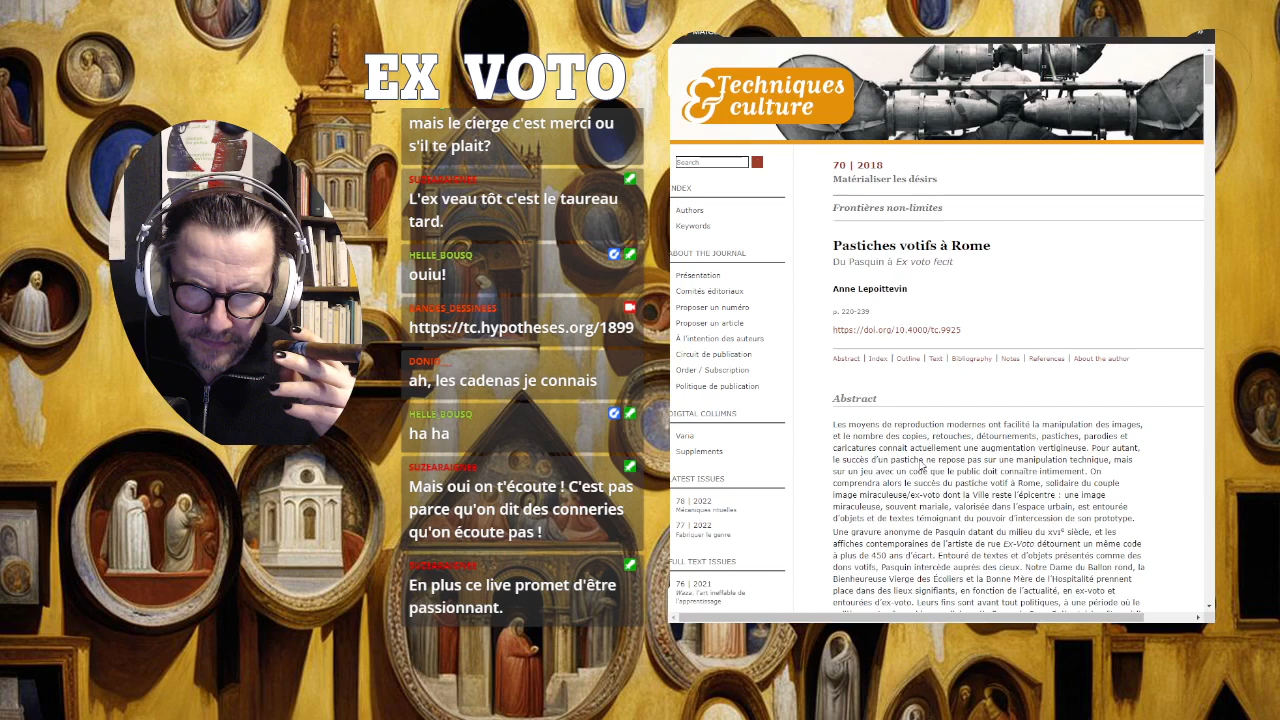 EX VOTO
mais le cierge c'est merci ou
s'il te plait?
SUZEARAIGNEE
L'ex veau tôt c'est le taureau
tard.
HELLE_BOUSQ
ouiu!
BANDES_DESSINEES
https://tc.hypotheses.org/1899
ah, les cadenas je connais
HELLE_BOUSQ
ha ha
SUZEARAIGNEE
Mais oui on t'écoute ! C'est pas
parce qu'on dit des conneries
qu'on écoute pas !
SUZEARAIGNEE
En plus ce live promet d'être
passionnant.
Techniques
& culture
Search
INDEX
Authors
Keywords
ABOUT THE JOURNAL
Présentation
Comités éditoriaux
Proposer un numéro
Proposer un article
À l'intention des auteurs
Circuit de publication
Order / Subscription
Politique de publication
DIGITAL COLUMNS
Varia
Supplements
LATEST ISSUES
78 | 2022
Mécaniques rituelles
77 | 2022
Fabriquer le genre
FULL TEXT ISSUES
76 | 2021
Waza: l'art ineffable de
l'apprentissage
70 | 2018
Matérialiser les désirs
Frontières non-limites
Pastiches votifs à Rome
Du Pasquin à Ex voto fecit
Anne Lepoittevin
p. 220-239
https://doi.org/10.4000/tc.9925
Abstract | Index | Outline | Text | Bibliography | Notes | References | About the author
Abstract
Les moyens de reproduction modernes ont facilité la manipulation des images,
et le nombre des copies, retouches, détournements, pastiches, parodies et
caricatures connait actuellement une augmentation vertigineuse. Pour autant,
le succès d'un pastiche ne repose pas sur une manipulation technique, mais
sur un jeu avec un code que le public doit connaître intimement. On
comprendra alors le succès du pastiche votif à Rome, solidaire du couple
image miraculeuse/ex-voto dont la Ville reste l'épicentre : une image
miraculeuse, souvent mariale, valorisée dans l'espace urbain, est entourée
d'objets et de textes témoignant du pouvoir d'intercession de son prototype.
Une gravure anonyme de Pasquin datant du milieu du XVIe siècle, et les
affiches contemporaines de l'artiste de rue Ex-Voto détournent un même code
à plus de 450 ans d'écart. Entouré de textes et d'objets présentés comme des
dons votifs, Pasquin intercède auprès des cieux. Notre Dame du Ballon rond, la
Bienheureuse Vierge des Écoliers et la Bonne Mère de l'Hospitalité prennent
place dans des lieux signifiants, en fonction de l'actualité, en ex-voto et
entourées d'ex-voto. Leurs fins sont avant tout politiques, à une période où le